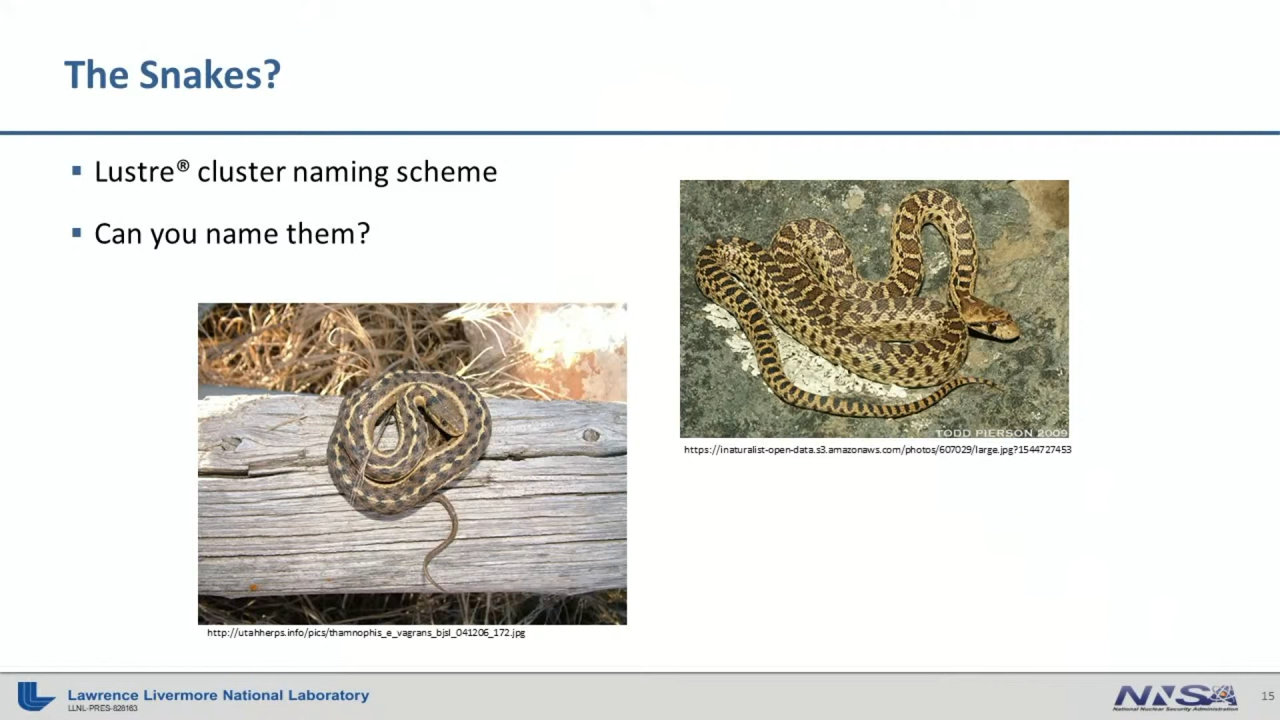 The Snakes?
Lustre® cluster naming scheme
Can you name them?
TODD PIERSON 2009
https://inaturalist-open-data.s3.amazonaws.com/photos/607029/large.jpg?1544727453
http://utahherps.info/pics/thamnophis_e_vagrans_bjsl_041206_172.jpg
Lawrence Livermore National Laboratory
LLNL-PRES-826163
NNSA
National Nuclear Security Administration
15